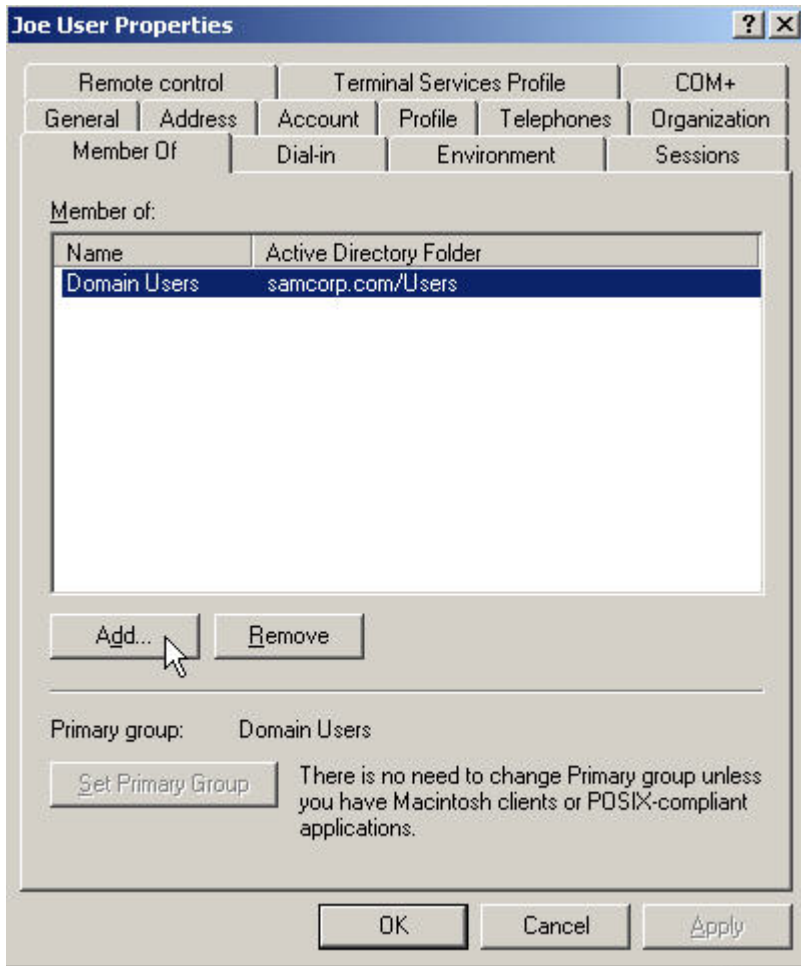 Joe User Properties
Remote control Terminal Services Profile COM+
General Address Account Profile Telephones Organization
Member Of Dial-in Environment Sessions
Member of:
Name Active Directory Folder
Domain Users samcorp.com/Users
Add... Remove
Primary group: Domain Users
Set Primary Group
There is no need to change Primary group unless
you have Macintosh clients or POSIX-compliant
applications.
OK Cancel Apply